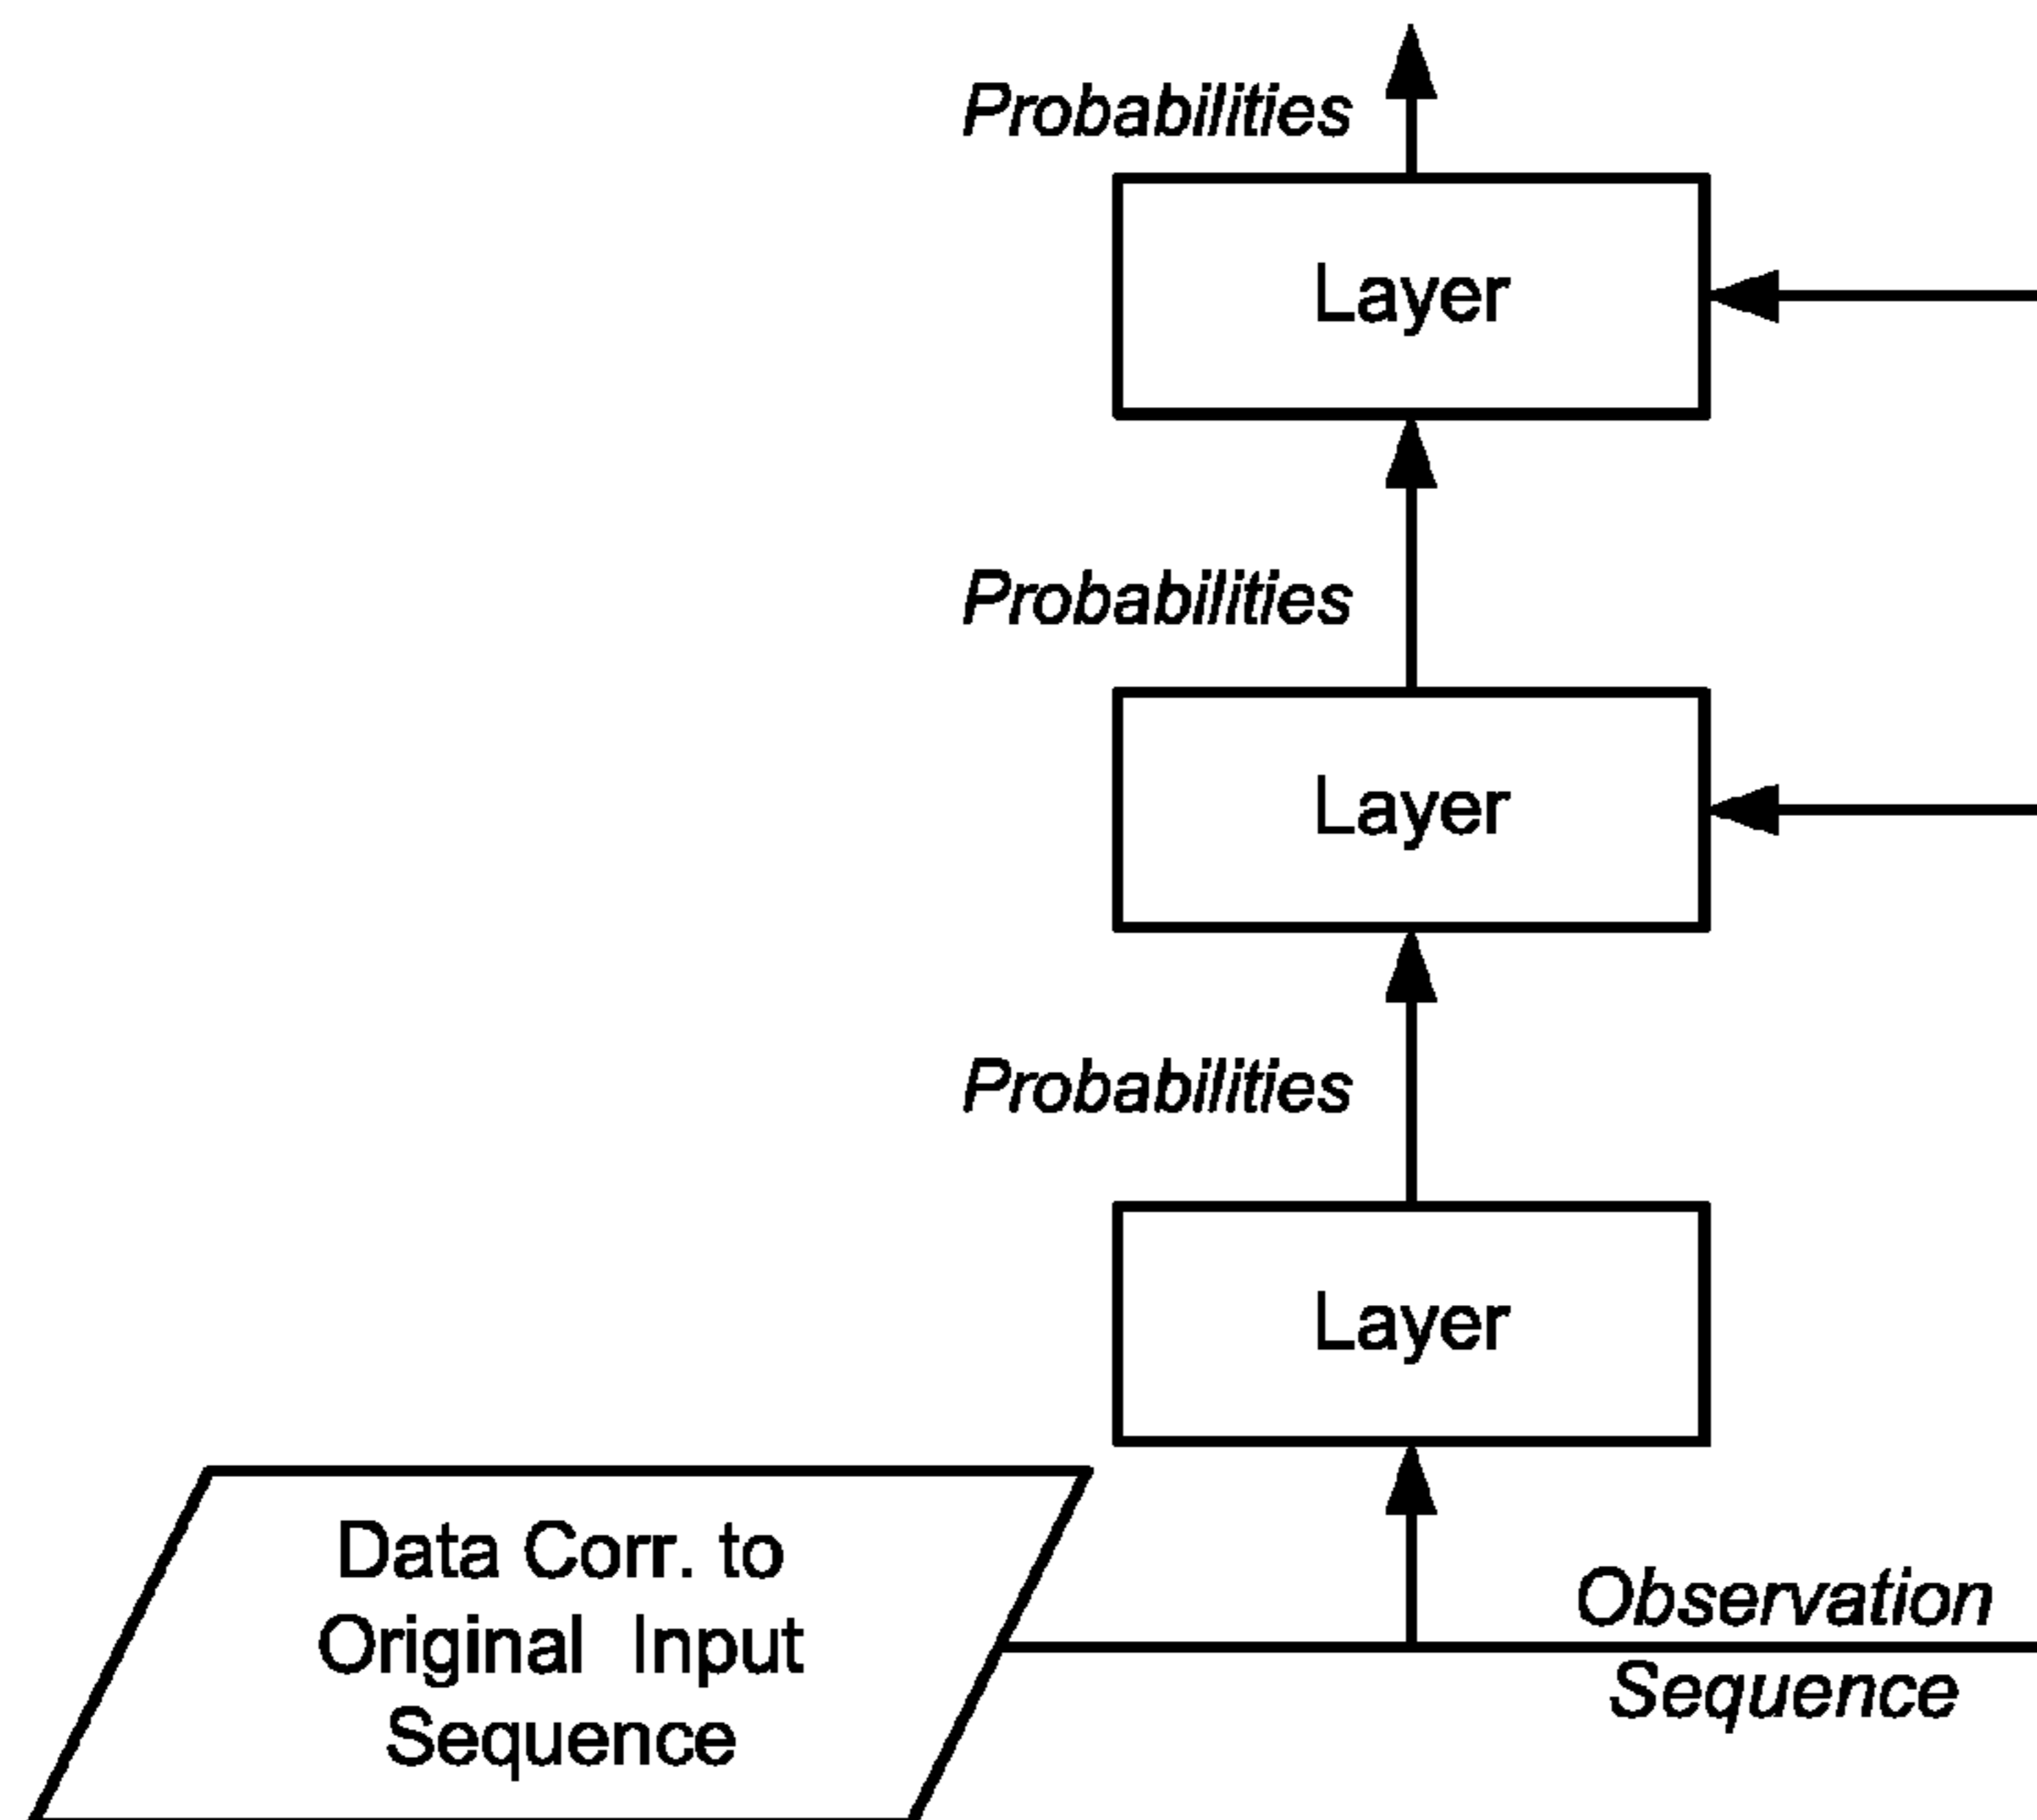 Probabilities
Layer
Probabilities
Layer
Probabilities
Layer
Data Corr. to
Original Input
Sequence
Observation
Sequence